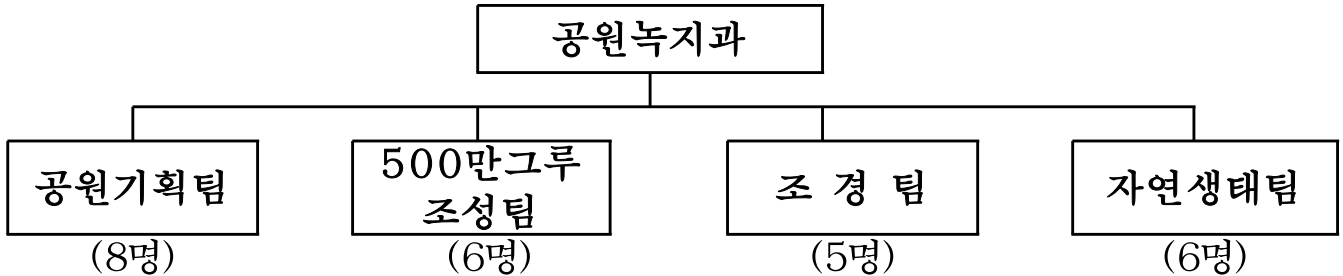 공원녹지과
공원기획팀
500만그루
조성팀
조 경 팀
자연생태팀
(8명)
(6명)
(5명)
(6명)